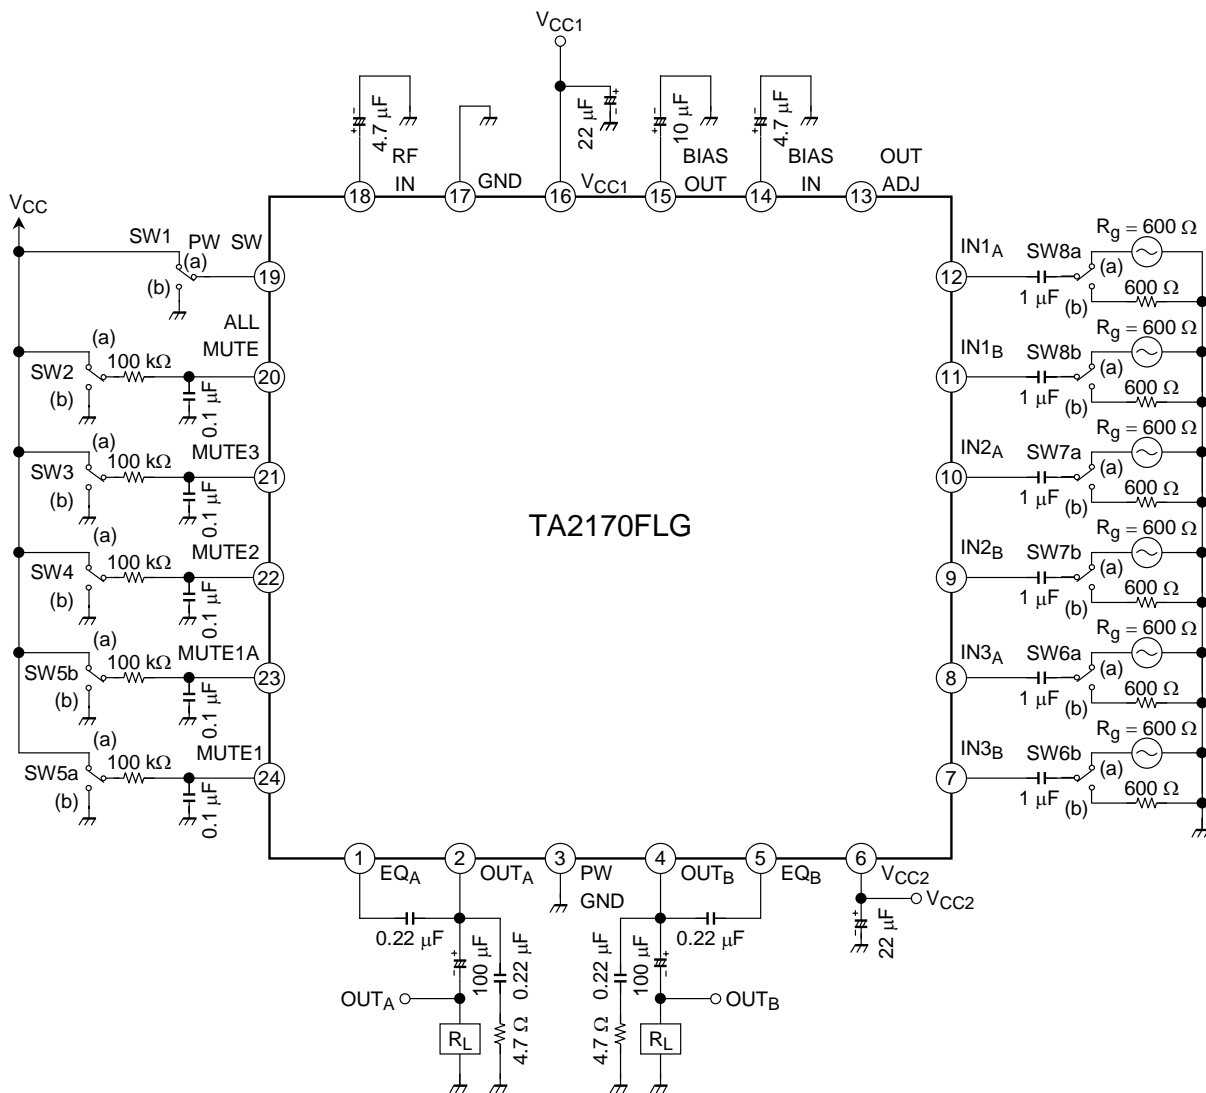 VCC1
4.7 µF
22 µF
10 µF
4.7 µF
RF
IN
GND
VCC1
BIAS
OUT
BIAS
IN
OUT
ADJ
18
17
16
15
14
13
VCC
SW1
PW SW
(a)
(b)
19
ALL
MUTE
(a)
SW2
100 kΩ
(b)
0.1 µF
20
MUTE3
(a)
SW3
100 kΩ
(b)
0.1 µF
21
MUTE2
(a)
SW4
100 kΩ
(b)
0.1 µF
22
MUTE1A
(a)
SW5b
100 kΩ
(b)
0.1 µF
23
MUTE1
(a)
SW5a
100 kΩ
(b)
0.1 µF
24
TA2170FLG
IN1A
SW8a
Rg = 600 Ω
12
(a)
1 µF
(b)
600 Ω
IN1B
SW8b
Rg = 600 Ω
11
(a)
1 µF
(b)
600 Ω
IN2A
SW7a
Rg = 600 Ω
10
(a)
1 µF
(b)
600 Ω
IN2B
SW7b
Rg = 600 Ω
9
(a)
1 µF
(b)
600 Ω
IN3A
SW6a
Rg = 600 Ω
8
(a)
1 µF
(b)
600 Ω
IN3B
SW6b
Rg = 600 Ω
7
(a)
1 µF
(b)
600 Ω
1
2
3
4
5
6
EQA
OUTA
PW
GND
OUTB
EQB
VCC2
VCC2
0.22 µF
100 µF
0.22 µF
0.22 µF
100 µF
0.22 µF
22 µF
OUTA
OUTB
RL
4.7 Ω
4.7 Ω
RL